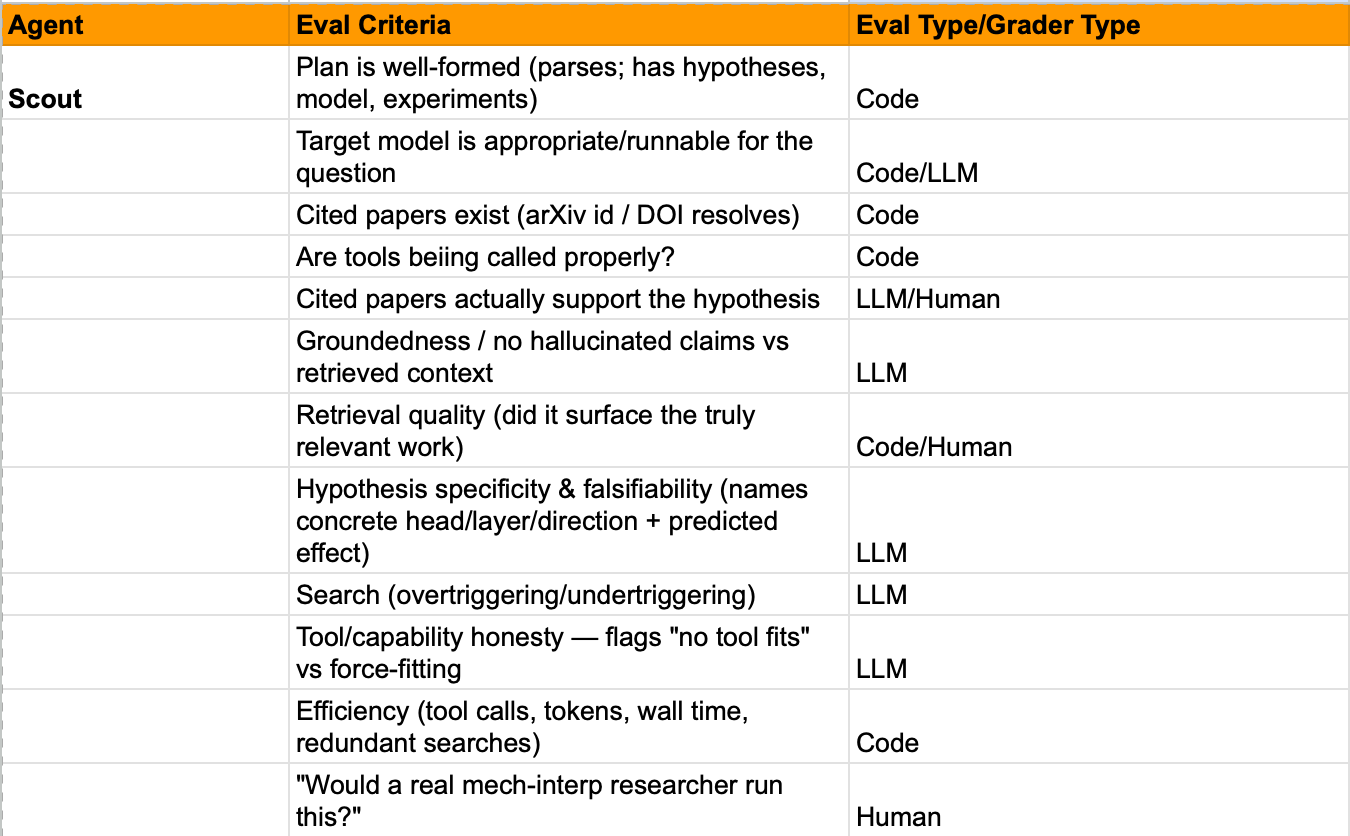 Agent Eval Criteria Eval Type/Grader Type
Plan is well-formed (parses; has hypotheses,
Scout model, experiments) Code
Target model is appropriate/runnable for the
question Code/LLM
Cited papers exist (arXiv id / DOI resolves) Code
Are tools beiing called properly? Code
Cited papers actually support the hypothesis LLM/Human
Groundedness / no hallucinated claims vs
retrieved context LLM
Retrieval quality (did it surface the truly
relevant work) Code/Human
Hypothesis specificity & falsifiability (names
concrete head/layer/direction + predicted
effect) LLM
Search (overtriggering/undertriggering) LLM
Tool/capability honesty — flags "no tool fits"
vs force-fitting LLM
Efficiency (tool calls, tokens, wall time,
redundant searches) Code
"Would a real mech-interp researcher run
this?" Human